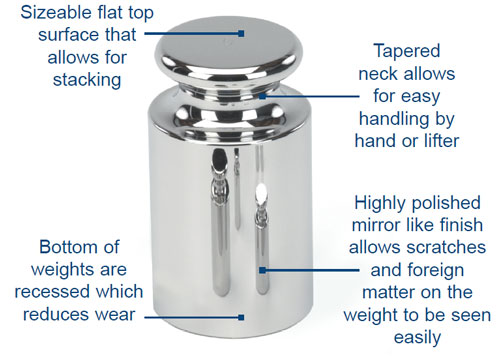 Sizeable flat top
surface that
allows for
stacking
Tapered
neck allows
for easy
handling by
hand or lifter
Highly polished
mirror like finish
allows scratches
and foreign
matter on the
weight to be seen
easily
Bottom of
weights are
recessed which
reduces wear